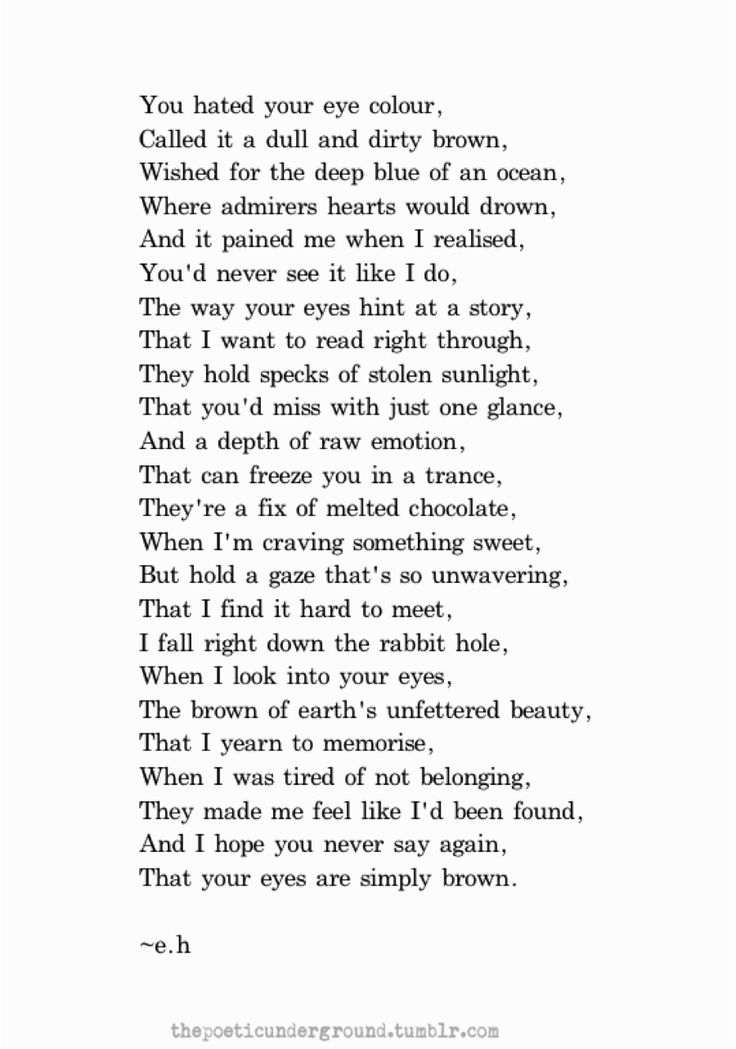 You hated your eye colour,
Called it a dull and dirty brown,
Wished for the deep blue of an ocean,
Where admirers hearts would drown,
And it pained me when I realised,
You'd never see it like I do,
The way your eyes hint at a story,
That I want to read right through,
They hold specks of stolen sunlight,
That you'd miss with just one glance,
And a depth of raw emotion,
That can freeze you in a trance,
They're a fix of melted chocolate,
When I'm craving something sweet,
But hold a gaze that's so unwavering,
That I find it hard to meet,
I fall right down the rabbit hole,
When I look into your eyes,
The brown of earth's unfettered beauty,
That I yearn to memorise,
When I was tired of not belonging,
They made me feel like I'd been found,
And I hope you never say again,
That your eyes are simply brown.
~e.h
thepoeticunderground.tumblr.com